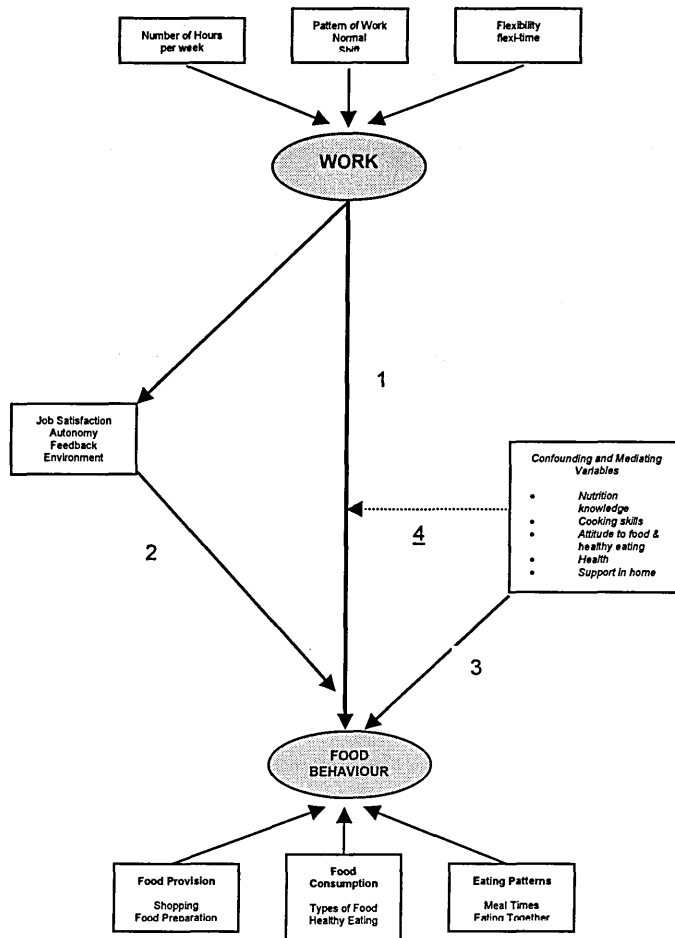 Number of Hours
per week
Pattern of Work
Normal
Shift
Flexibility
flexi-time
WORK
1
Job Satisfaction
Autonomy
Feedback
Environment
Confounding and Mediating
Variables
• Nutrition
knowledge
• Cooking skills
• Attitude to food &
healthy eating
• Health
• Support in home
4
2
3
FOOD
BEHAVIOUR
Food Provision
Shopping
Food Preparation
Food
Consumption
Types of Food
Healthy Eating
Eating Patterns
Meal Times
Eating Together